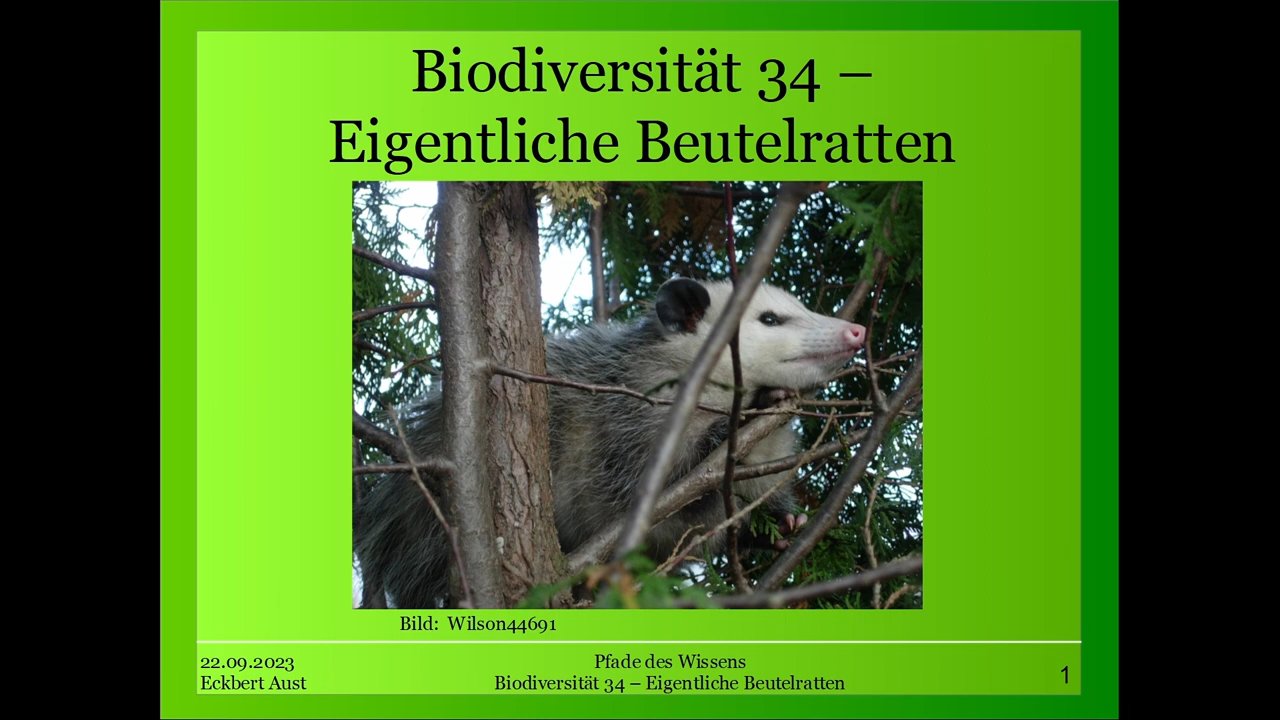 Biodiversität 34 –
Eigentliche Beutelratten
Bild: Wilson44691
22.09.2023
Eckbert Aust
Pfade des Wissens
Biodiversität 34 – Eigentliche Beutelratten
1